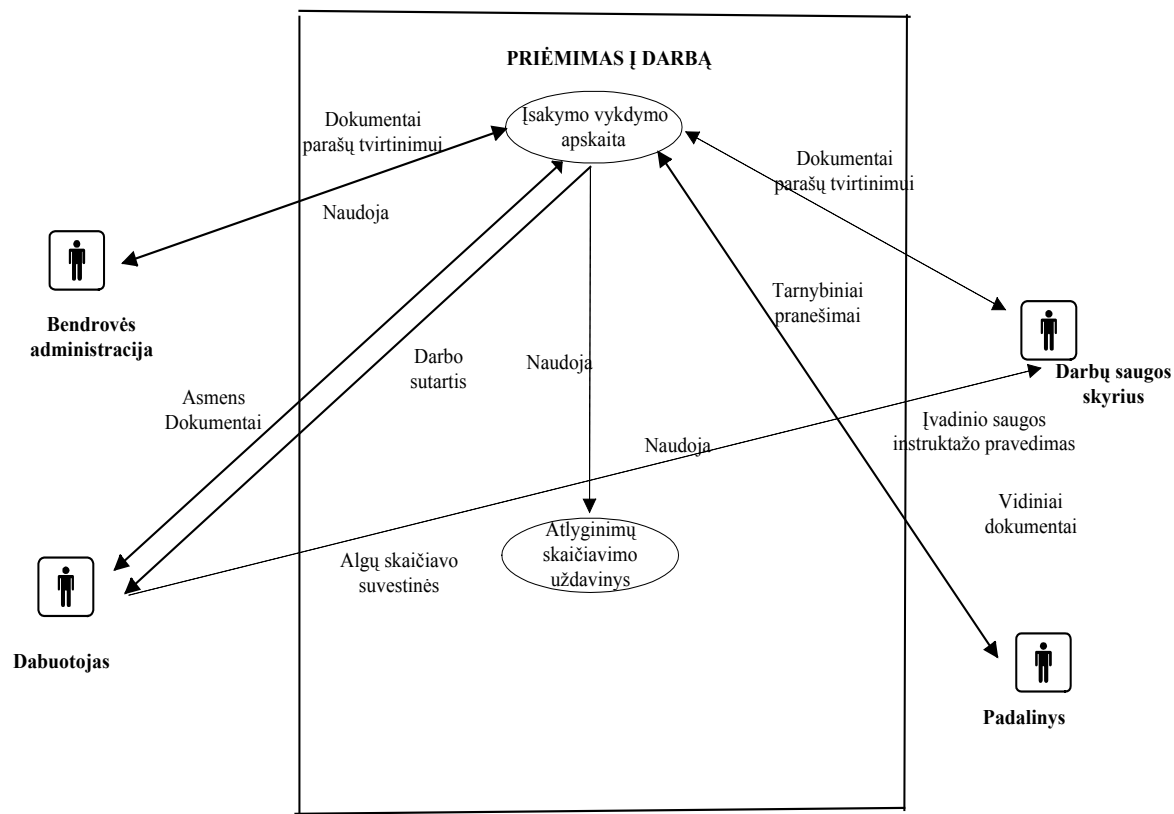 PRIĖMIMAS Į DARBĄ
Įsakymo vykdymo
apskaita
Dokumentai
parašų tvirtinimui
Dokumentai
parašų tvirtinimui
Naudoja
Bendrovės
administracija
Tarnybiniai
pranešimai
Darbo
sutartis
Naudoja
Darbų saugos
skyrius
Asmens
Dokumentai
Įvadinio saugos
instruktažo pravedimas
Naudoja
Vidiniai
dokumentai
Atlyginimų
skaičiavimo
uždavinys
Algų skaičiavo
suvestinės
Dabuotojas
Padalinys